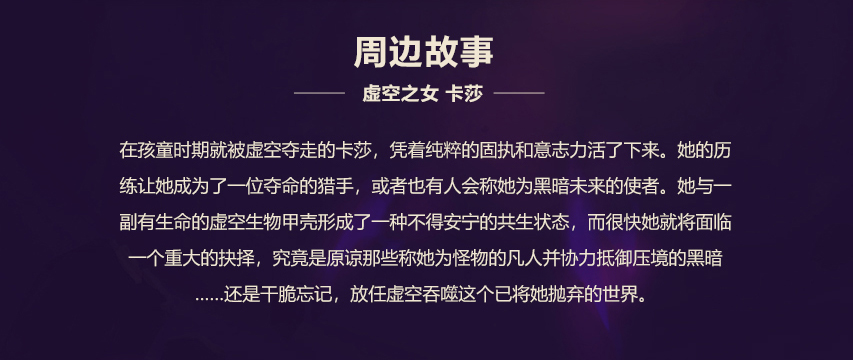 周边故事
虚空之女 卡莎
在孩童时期就被虚空夺走的卡莎，凭着纯粹的固执和意志力活了下来。她的历
练让她成为了一位夺命的猎手，或者也有人会称她为黑暗未来的使者。她与一
副有生命的虚空生物甲壳形成了一种不得安宁的共生状态，而很快她就将面临
一个重大的抉择，究竟是原谅那些称她为怪物的凡人并协力抵御压境的黑暗
……还是干脆忘记，放任虚空吞噬这个已将她抛弃的世界。